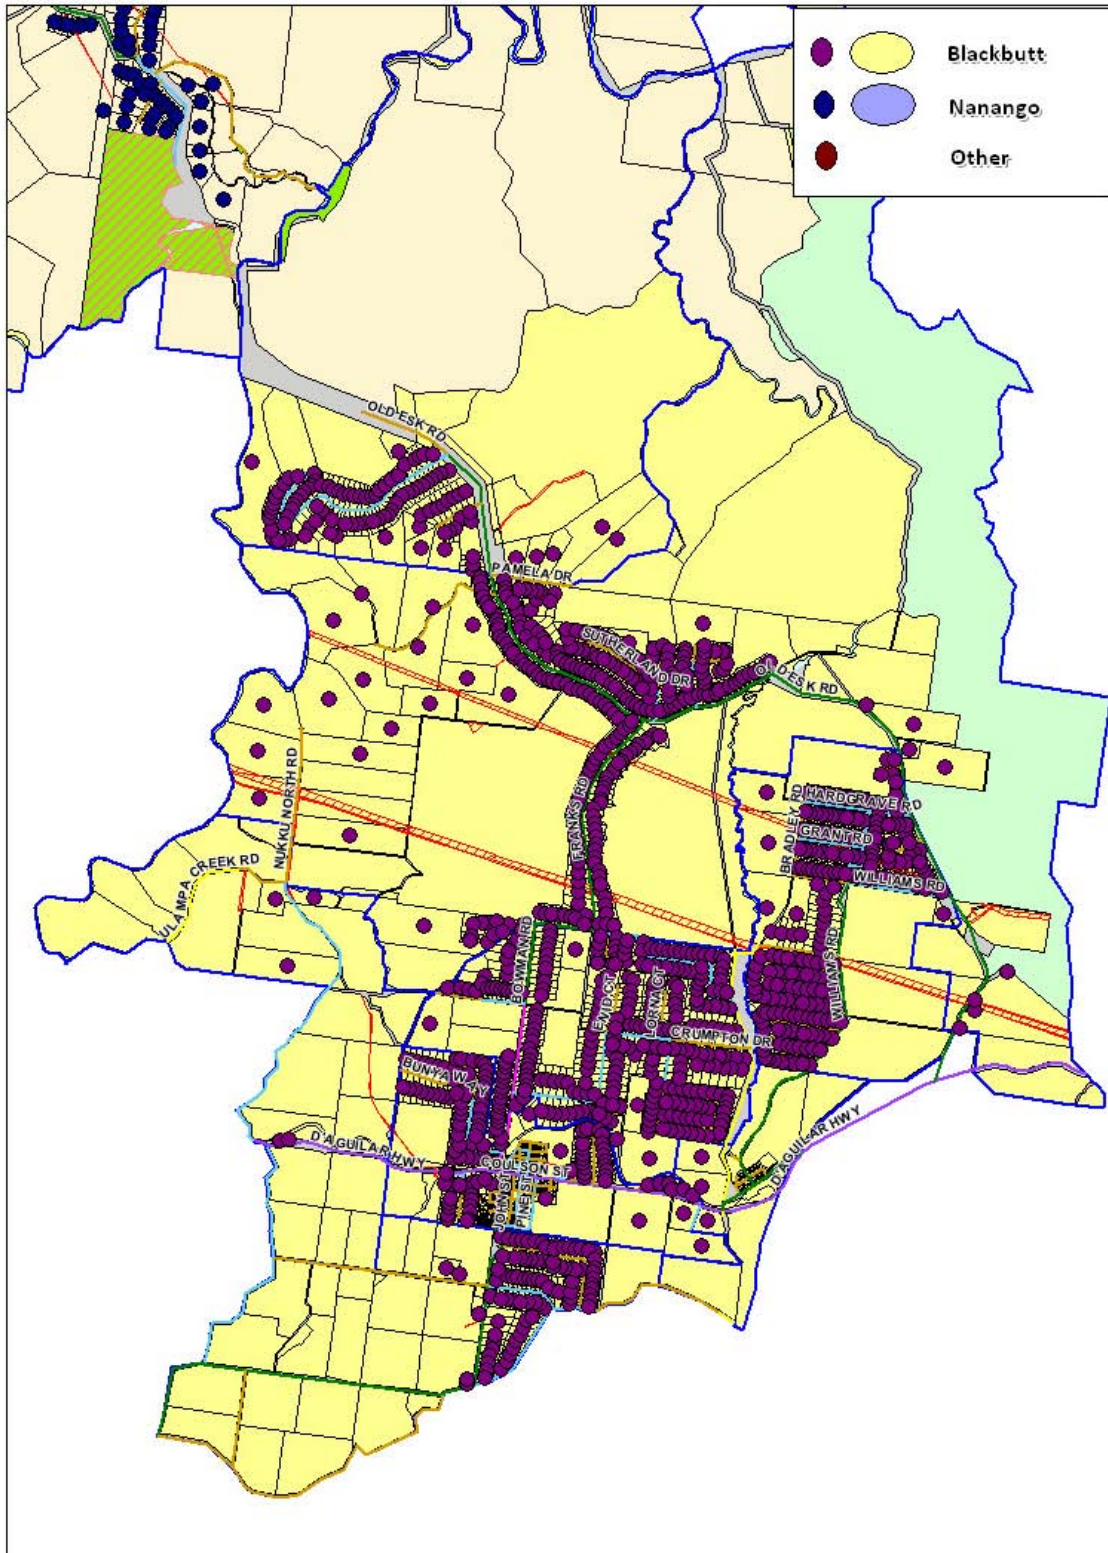 Blackbutt
Nanango
Other
OLD ESK RD
PAMELA DR
SUTHERLAND DR
OLD ESK RD
NUKKU NORTH RD
FRANKS RD
BRADLEY RD
HARDGRAVE RD
GRANT RD
WILLIAMS RD
ULAMPA CREEK RD
BOWMAN RD
ENID CT
LORNA CT
WILLIAMS RD
CRUMPTON DR
BUNYA WAY
D'AGUILAR HWY
COULSON ST
JOHN ST
PINE ST
D'AGUILAR HWY